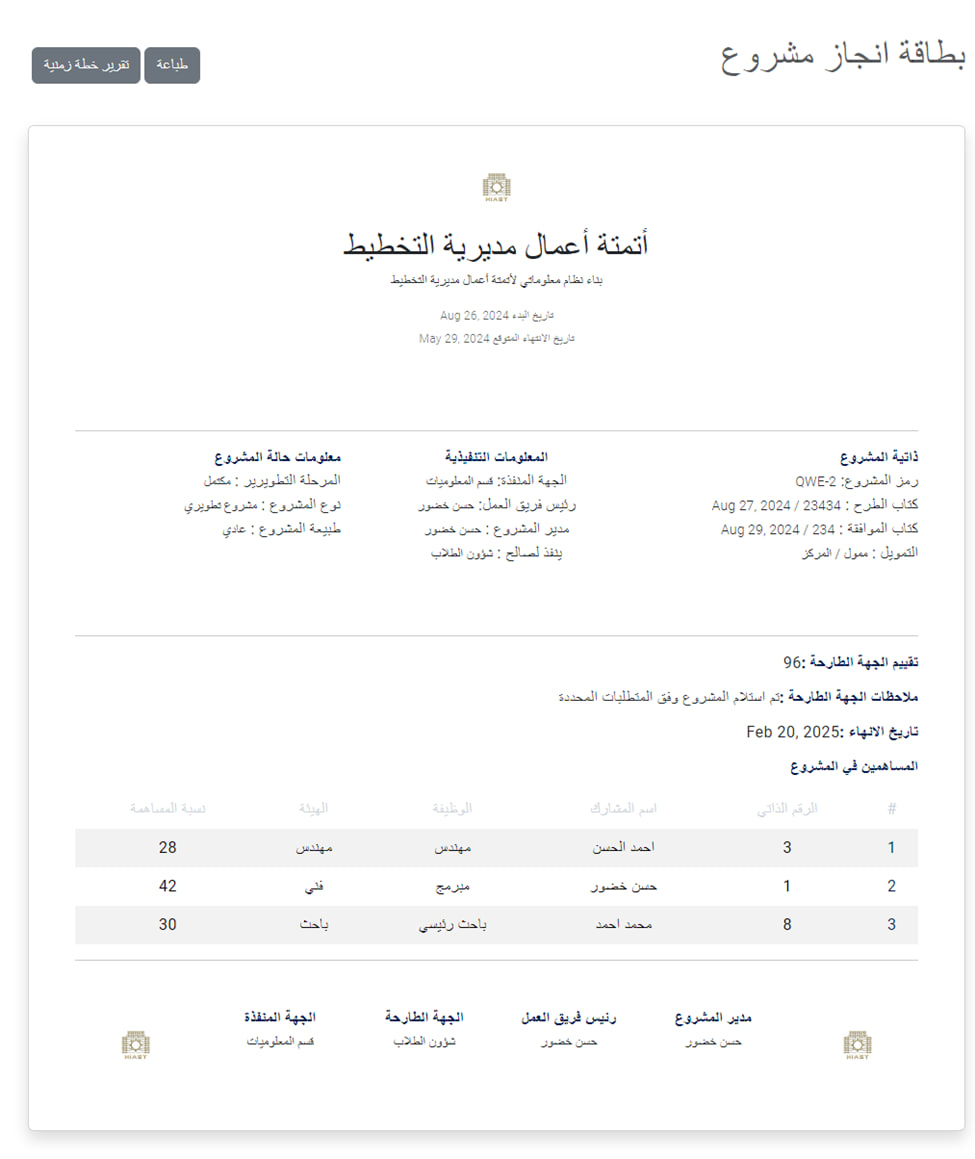 بطاقة انجاز مشروع
طباعة
تقرير خطة زمنية
HIAST
أتمتة أعمال مديرية التخطيط
بناء نظام معلوماتي لأتمتة أعمال مديرية التخطيط
تاريخ البدء Aug 26, 2024
تاريخ الانتهاء المتوقع May 29, 2024
ذاتية المشروع
رمز المشروع: QWE-2
كتاب الطرح : 23434 / Aug 27, 2024
كتاب الموافقة : 234 / Aug 29, 2024
التمويل : ممول / المركز
المعلومات التنفيذية
الجهة المنفذة: قسم المعلوميات
رئيس فريق العمل: حسن خضور
مدير المشروع : حسن خضور
ينفذ لصالح : شؤون الطلاب
معلومات حالة المشروع
المرحلة التطويرير : مكتمل
نوع المشروع : مشروع تطويري
طبيعة المشروع : عادي
تقييم الجهة الطارحة :96
ملاحظات الجهة الطارحة :تم استلام المشروع وفق المتطلبات المحددة
تاريخ الانهاء :Feb 20, 2025
المساهمين في المشروع
# الرقم الذاتي اسم المشارك الوظيفة الهيئة نسبة المساهمة
1 3 احمد الحسن مهندس مهندس 28
2 1 حسن خضور مبرمج فني 42
3 8 محمد احمد باحث رئيسي باحث 30
مدير المشروع رئيس فريق العمل الجهة الطارحة الجهة المنفذة
حسن خضور حسن خضور شؤون الطلاب قسم المعلوميات
HIAST HIAST